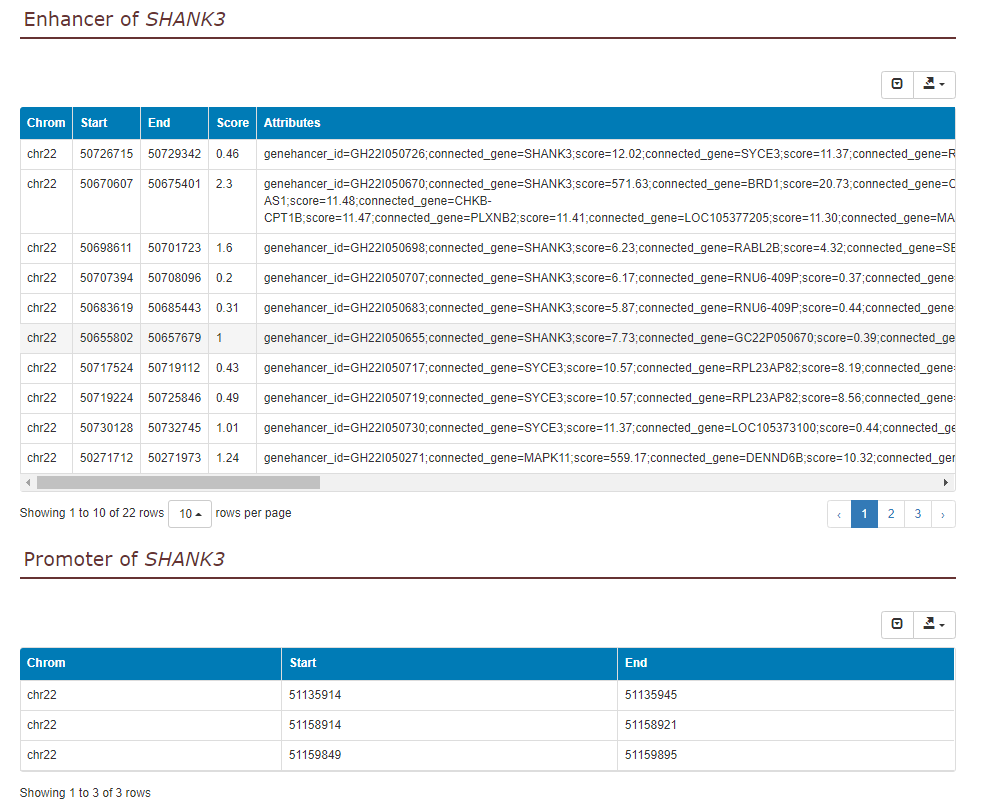 Enhancer of SHANK3
Chrom Start End Score Attributes
chr22 50726715 50729342 0.46 genehancer_id=GH22I050726;connected_gene=SHANK3;score=12.02;connected_gene=SYCE3;score=11.37;connected_gene=R
chr22 50670607 50675401 2.3 genehancer_id=GH22I050670;connected_gene=SHANK3;score=571.63;connected_gene=BRD1;score=20.73;connected_gene=C
AS1;score=11.48;connected_gene=CHKB-
CPT1B;score=11.47;connected_gene=PLXNB2;score=11.41;connected_gene=LOC105377205;score=11.30;connected_gene=MA
chr22 50698611 50701723 1.6 genehancer_id=GH22I050698;connected_gene=SHANK3;score=6.23;connected_gene=RABL2B;score=4.32;connected_gene=SE
chr22 50707394 50708096 0.2 genehancer_id=GH22I050707;connected_gene=SHANK3;score=6.17;connected_gene=RNU6-409P;score=0.37;connected_gene
chr22 50683619 50685443 0.31 genehancer_id=GH22I050683;connected_gene=SHANK3;score=5.87;connected_gene=RNU6-409P;score=0.44;connected_gene
chr22 50655802 50657679 1 genehancer_id=GH22I050655;connected_gene=SHANK3;score=7.73;connected_gene=GC22P050670;score=0.39;connected_ge
chr22 50717524 50719112 0.43 genehancer_id=GH22I050717;connected_gene=SYCE3;score=10.57;connected_gene=RPL23AP82;score=8.19;connected_gene
chr22 50719224 50725846 0.49 genehancer_id=GH22I050719;connected_gene=SYCE3;score=10.57;connected_gene=RPL23AP82;score=8.56;connected_gene
chr22 50730128 50732745 1.01 genehancer_id=GH22I050730;connected_gene=SYCE3;score=11.37;connected_gene=LOC105373100;score=0.44;connected_ge
chr22 50271712 50271973 1.24 genehancer_id=GH22I050271;connected_gene=MAPK11;score=559.17;connected_gene=DENND6B;score=10.32;connected_ger
Showing 1 to 10 of 22 rows 10 rows per page ‹ 1 2 3 ›
Promoter of SHANK3
Chrom Start End
chr22 51135914 51135945
chr22 51158914 51158921
chr22 51159849 51159895
Showing 1 to 3 of 3 rows